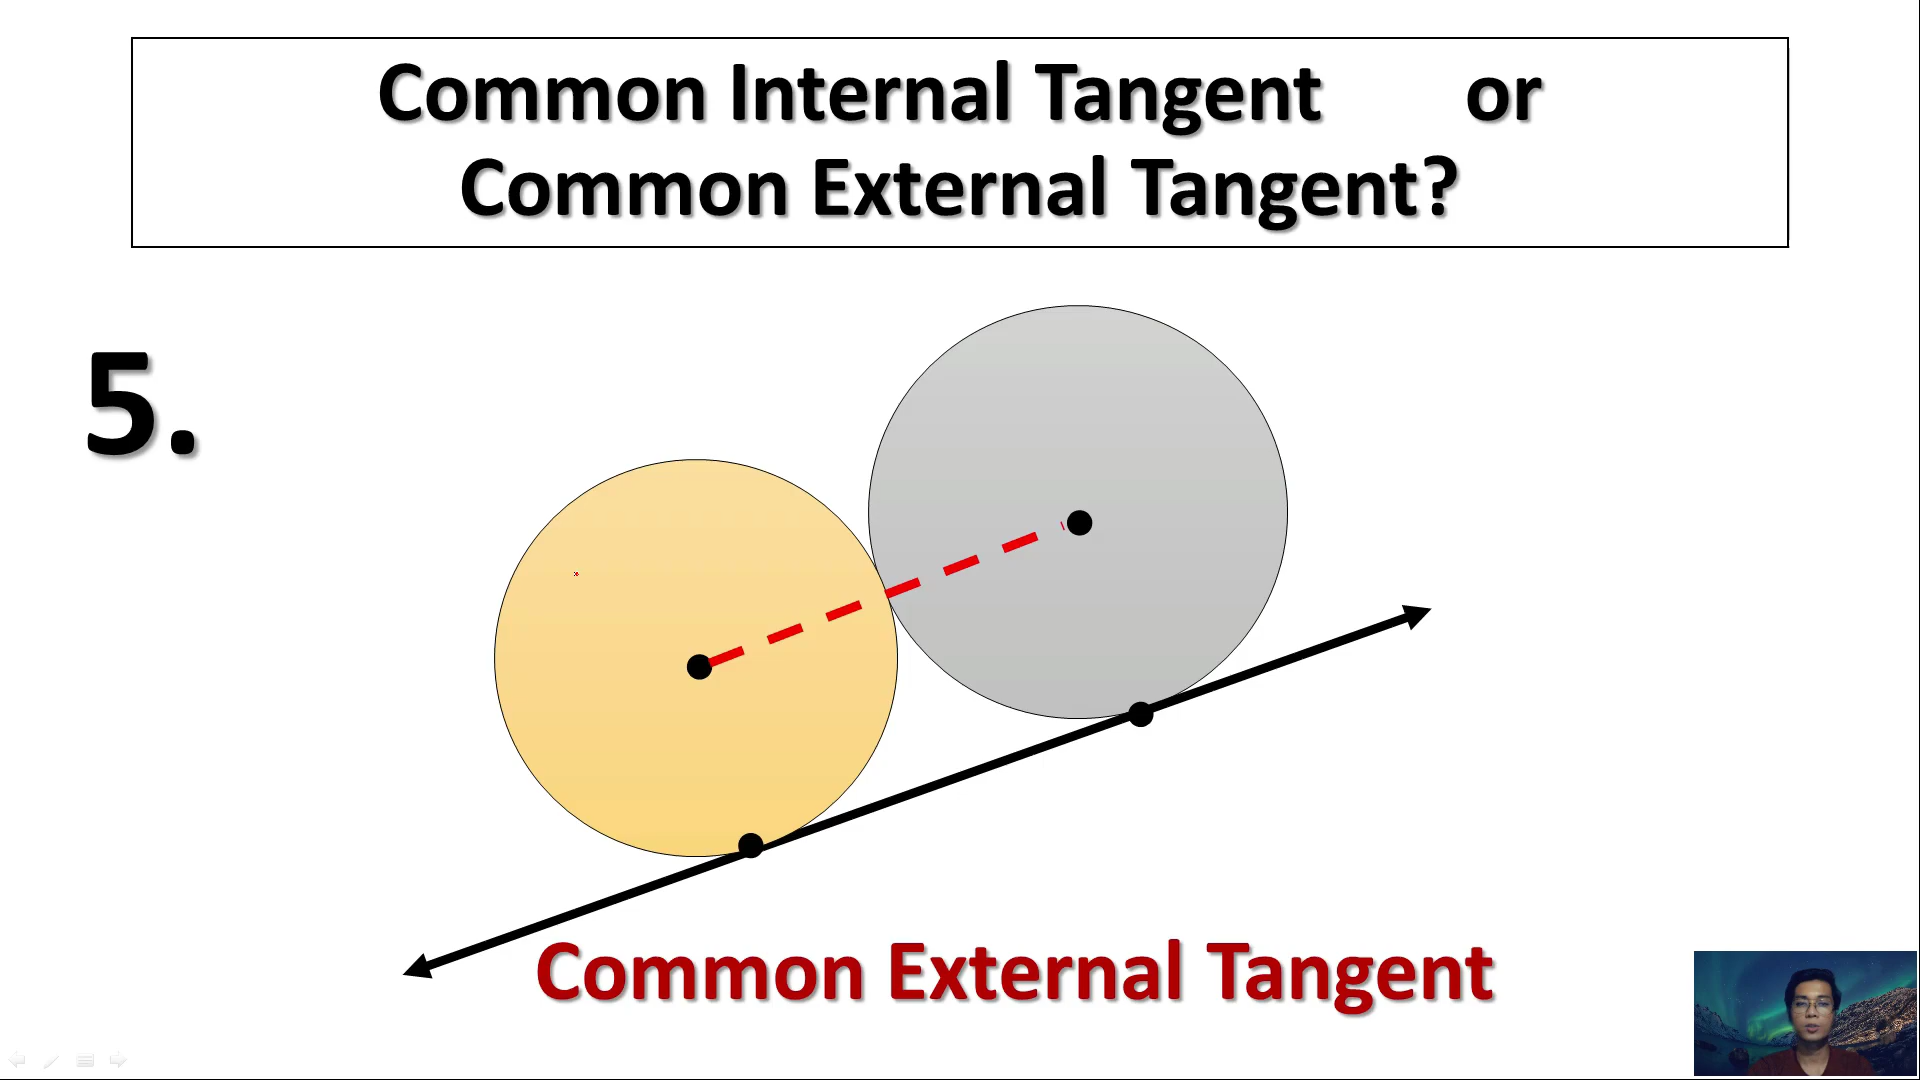 Common Internal Tangent or
Common External Tangent?
5.
Common External Tangent